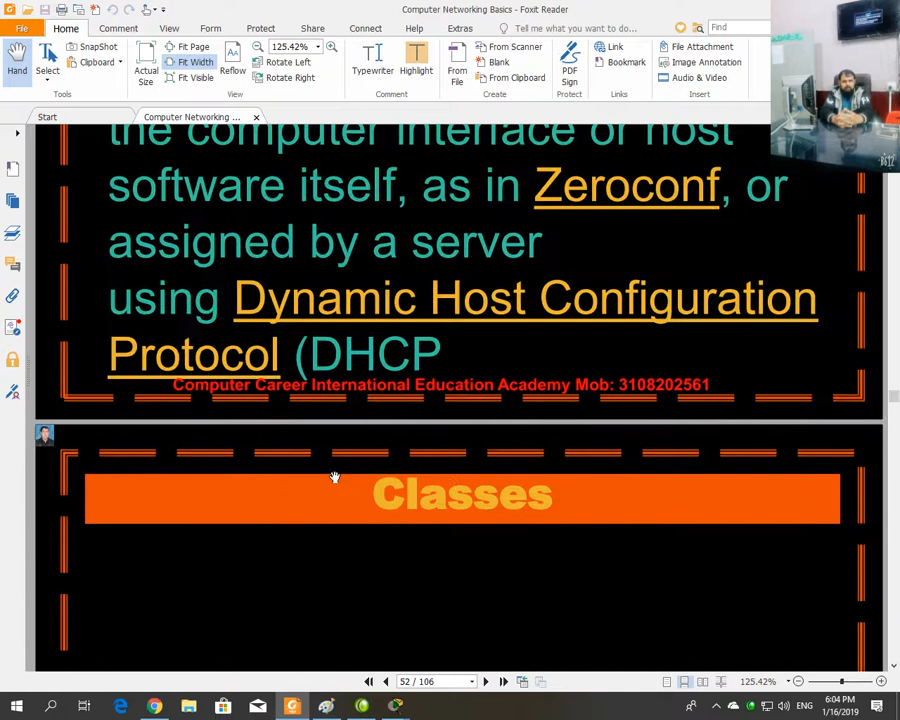 Computer Networking Basics - Foxit Reader
File Home Comment View Form Protect Share Connect Help Extras Tell me what you want to do... Find
Hand
Select
SnapShot
Clipboard
Tools
Actual Size
Fit Page
Fit Width
Fit Visible
Reflow
125.42%
Rotate Left
Rotate Right
View
Typewriter
Highlight
Comment
From File
From Scanner
Blank
From Clipboard
Create
PDF Sign
Protect
Link
Bookmark
Links
File Attachment
Image Annotation
Audio & Video
Insert
Start
Computer Networking ...
the computer interface or host
software itself, as in Zeroconf, or
assigned by a server
using Dynamic Host Configuration
Protocol (DHCP
Computer Career International Education Academy Mob: 3108202561
Classes
52 / 106
125.42%
ENG
6:04 PM
1/16/2019